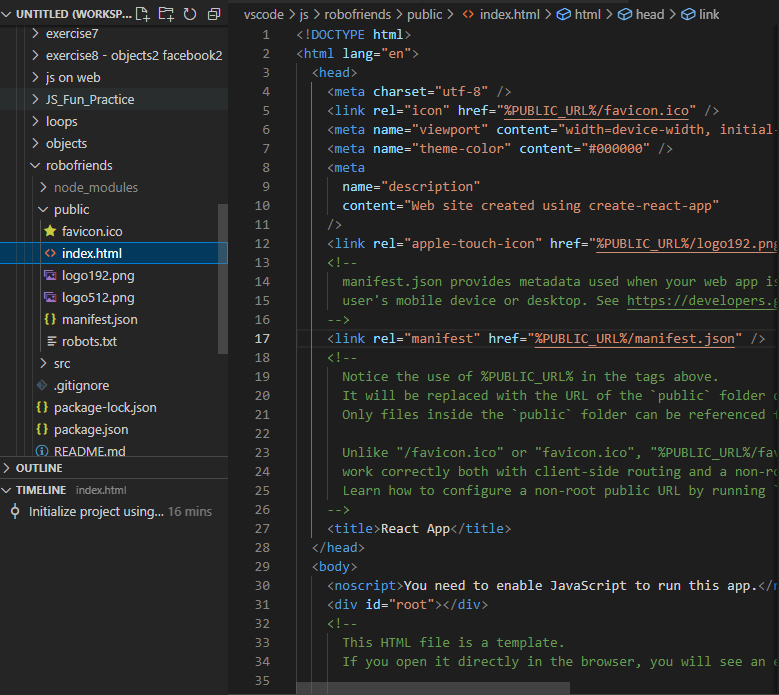 UNTITLED (WORKSP...
exercise7
exercise8 - objects2 facebook2
js on web
JS_Fun_Practice
loops
objects
robofriends
node_modules
public
favicon.ico
index.html
logo192.png
logo512.png
manifest.json
robots.txt
src
.gitignore
package-lock.json
package.json
README.md
OUTLINE
TIMELINE index.html
Initialize project using... 16 mins
vscode > js > robofriends > public > index.html > html > head > link
1 <!DOCTYPE html>
2 <html lang="en">
3 <head>
4 <meta charset="utf-8" />
5 <link rel="icon" href="%PUBLIC_URL%/favicon.ico" />
6 <meta name="viewport" content="width=device-width, initial-
7 <meta name="theme-color" content="#000000" />
8 <meta
9 name="description"
10 content="Web site created using create-react-app"
11 />
12 <link rel="apple-touch-icon" href="%PUBLIC_URL%/logo192.png
13 <!--
14 manifest.json provides metadata used when your web app is
15 user's mobile device or desktop. See https://developers.g
16 -->
17 <link rel="manifest" href="%PUBLIC_URL%/manifest.json" />
18 <!--
19 Notice the use of %PUBLIC_URL% in the tags above.
20 It will be replaced with the URL of the `public` folder
21 Only files inside the `public` folder can be referenced
22
23 Unlike "/favicon.ico" or "favicon.ico", "%PUBLIC_URL%/fav
24 work correctly both with client-side routing and a non-ro
25 Learn how to configure a non-root public URL by running `
26 -->
27 <title>React App</title>
28 </head>
29 <body>
30 <noscript>You need to enable JavaScript to run this app.</
31 <div id="root"></div>
32 <!--
33 This HTML file is a template.
34 If you open it directly in the browser, you will see an
35